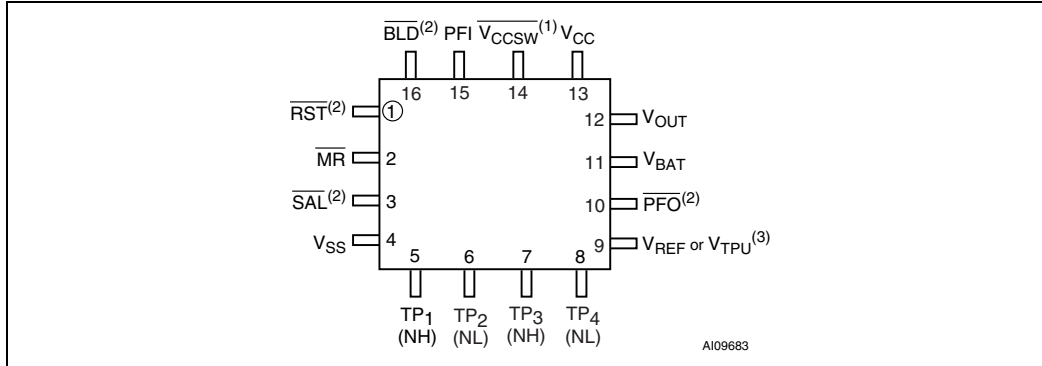 BLD(2) PFI VCCSW(1) VCC
16 15 14 13
RST(2) 1
12 VOUT
MR 2
11 VBAT
SAL(2) 3
10 PFO(2)
VSS 4
9 VREF or VTPU(3)
5 6 7 8
TP1 TP2 TP3 TP4
(NH) (NL) (NH) (NL)
AI09683